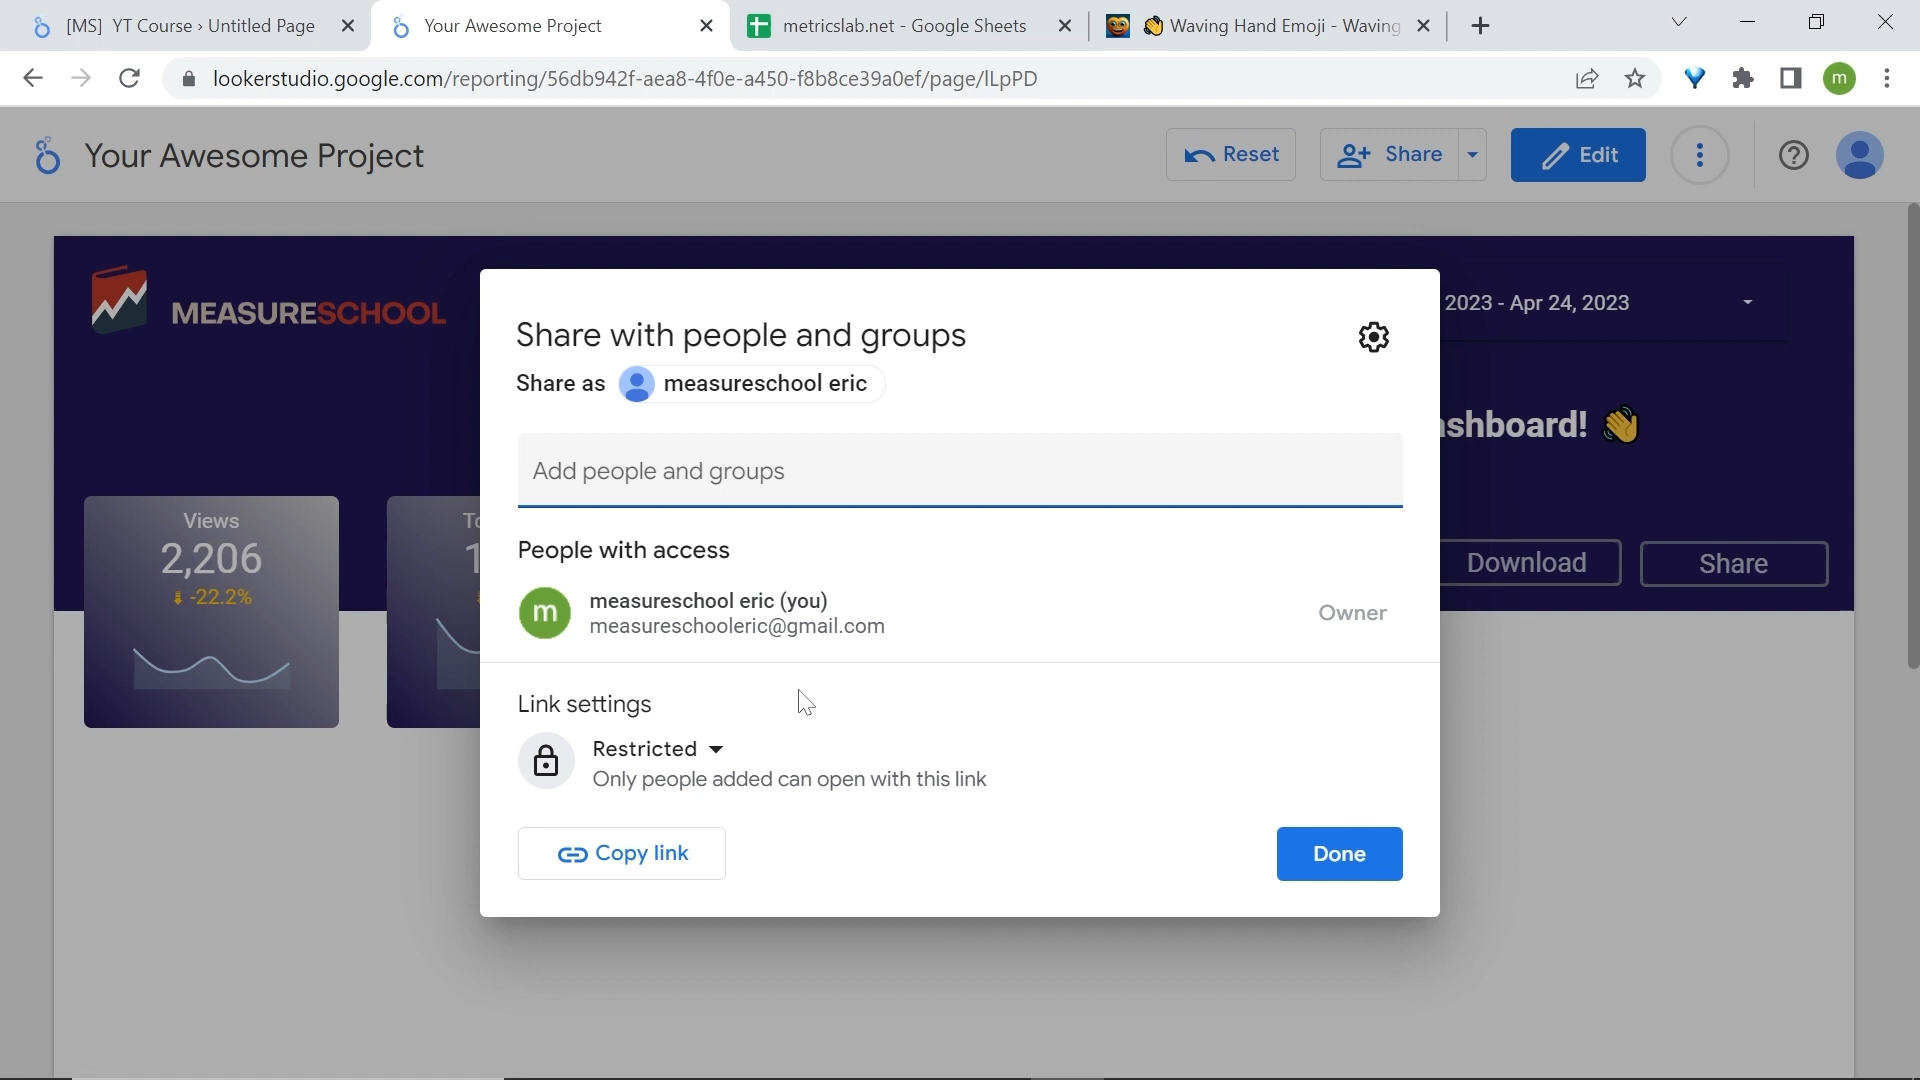 [MS] YT Course › Untitled Page
Your Awesome Project
metricslab.net - Google Sheets
👋 Waving Hand Emoji - Waving
lookerstudio.google.com/reporting/56db942f-aea8-4f0e-a450-f8b8ce39a0ef/page/lLpPD
m
Your Awesome Project
Reset
Share
Edit
MEASURESCHOOL
2023 - Apr 24, 2023
Share with people and groups
Share as measureschool eric
ashboard! 👋
Add people and groups
Views
2,206
-22.2%
To
1
Download
Share
People with access
m
measureschool eric (you)
measureschooleric@gmail.com
Owner
Link settings
Restricted
Only people added can open with this link
Copy link
Done